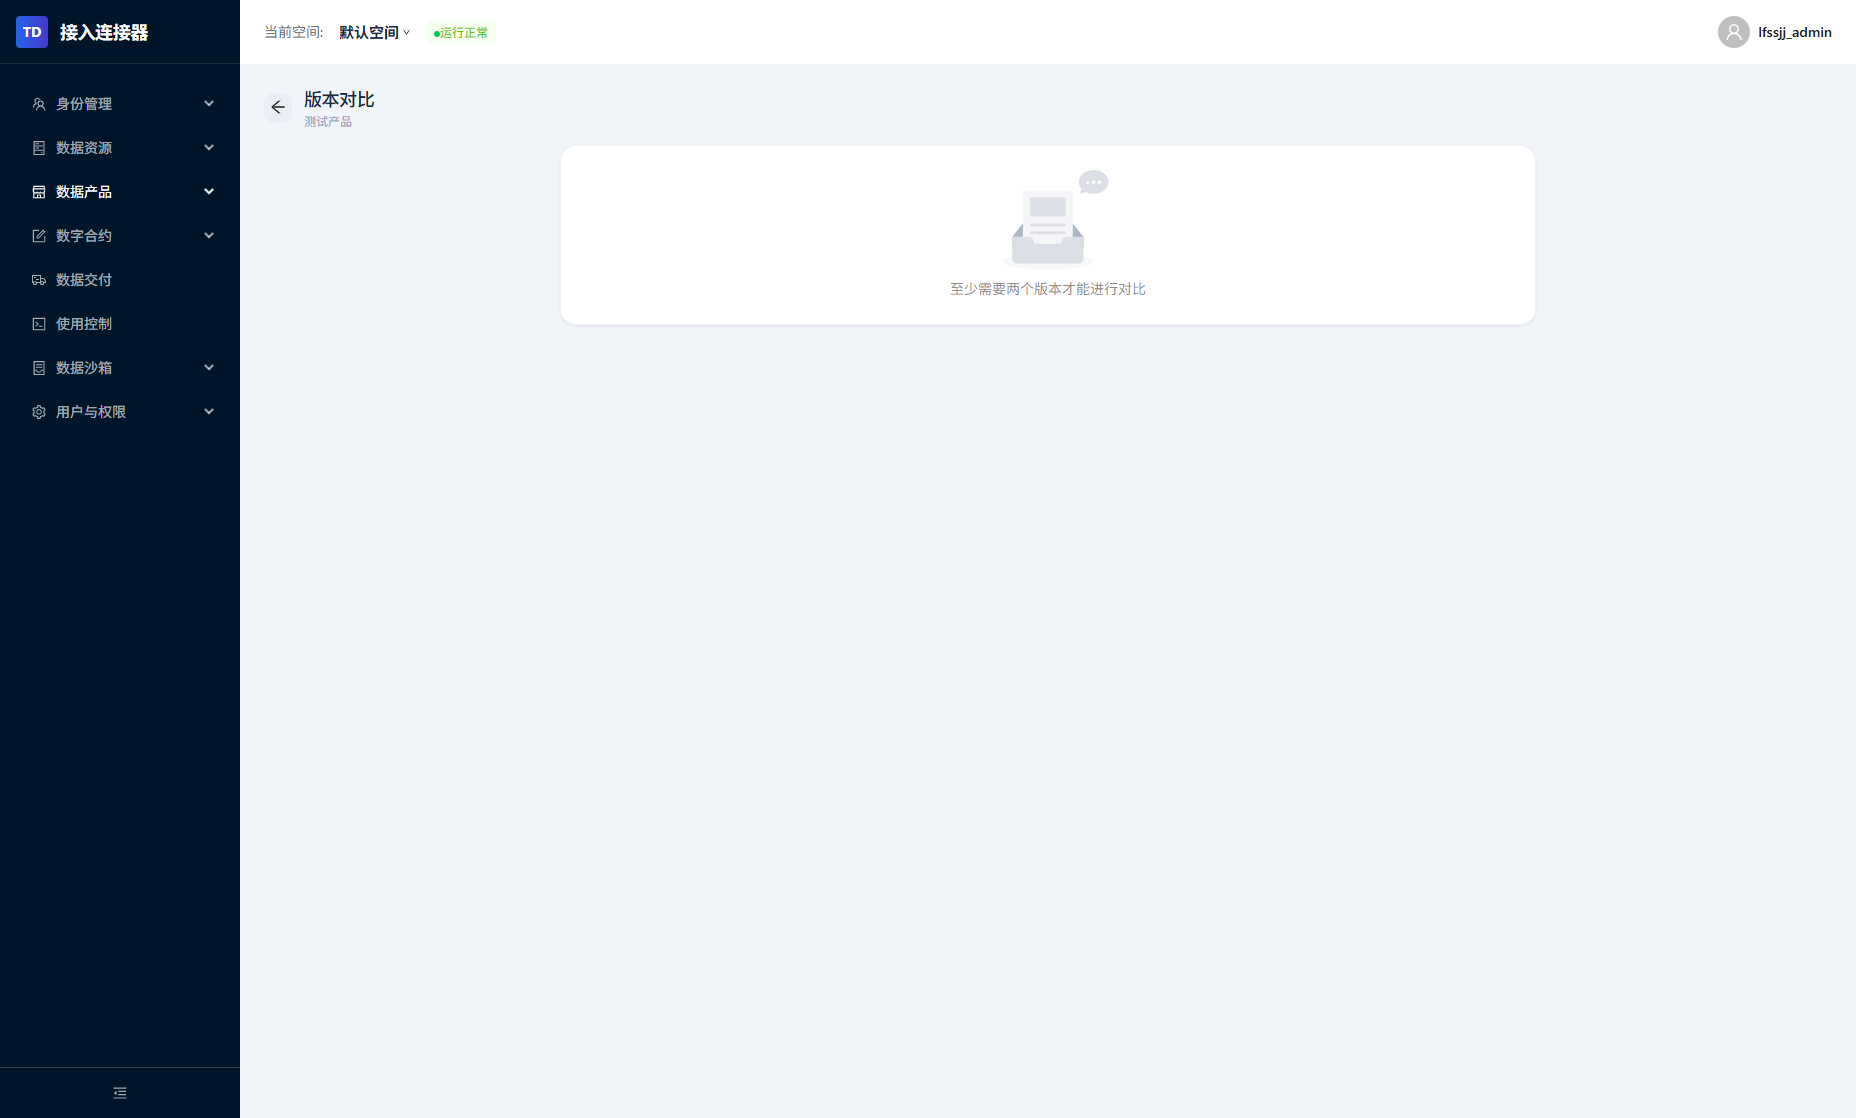 TD 接入连接器
身份管理
数据资源
数据产品
数字合约
数据交付
使用控制
数据沙箱
用户与权限
当前空间: 默认空间 运行正常
lfssjj_admin
版本对比
测试产品
至少需要两个版本才能进行对比